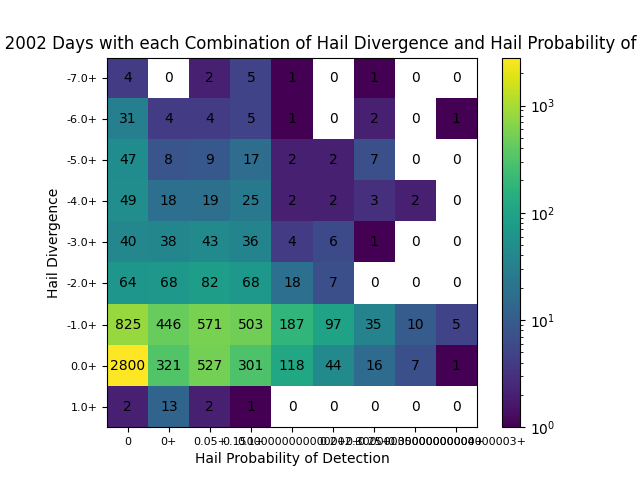 2002 Days with each Combination of Hail Divergence and Hail Probability of
-7.0+ 4 0 2 5 1 0 1 0 0
-6.0+ 31 4 4 5 1 0 2 0 1
-5.0+ 47 8 9 17 2 2 7 0 0
-4.0+ 49 18 19 25 2 2 3 2 0
-3.0+ 40 38 43 36 4 6 1 0 0
-2.0+ 64 68 82 68 18 7 0 0 0
-1.0+ 825 446 571 503 187 97 35 10 5
0.0+ 2800 321 527 301 118 44 16 7 1
1.0+ 2 13 2 1 0 0 0 0 0
0 0+ 0.05+
Hail Probability of Detection
Hail Divergence
10³
10²
10¹
10⁰